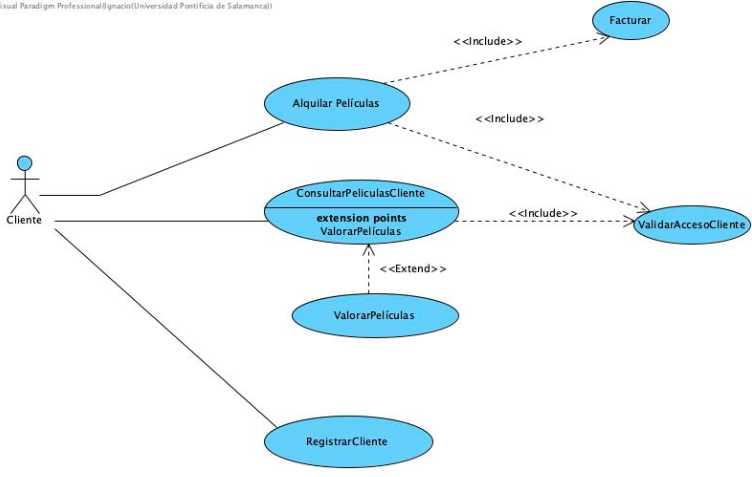 isual Paradigm Professional(Ignacio(Universidad Pontificia de Salamanca))
Facturar
<<Include>>
Alquilar Películas
<<Include>>
ConsultarPeliculasCliente
extension points
ValorarPelículas
<<Include>>
Cliente
ValidarAccesoCliente
<<Extend>>
ValorarPelículas
RegistrarCliente